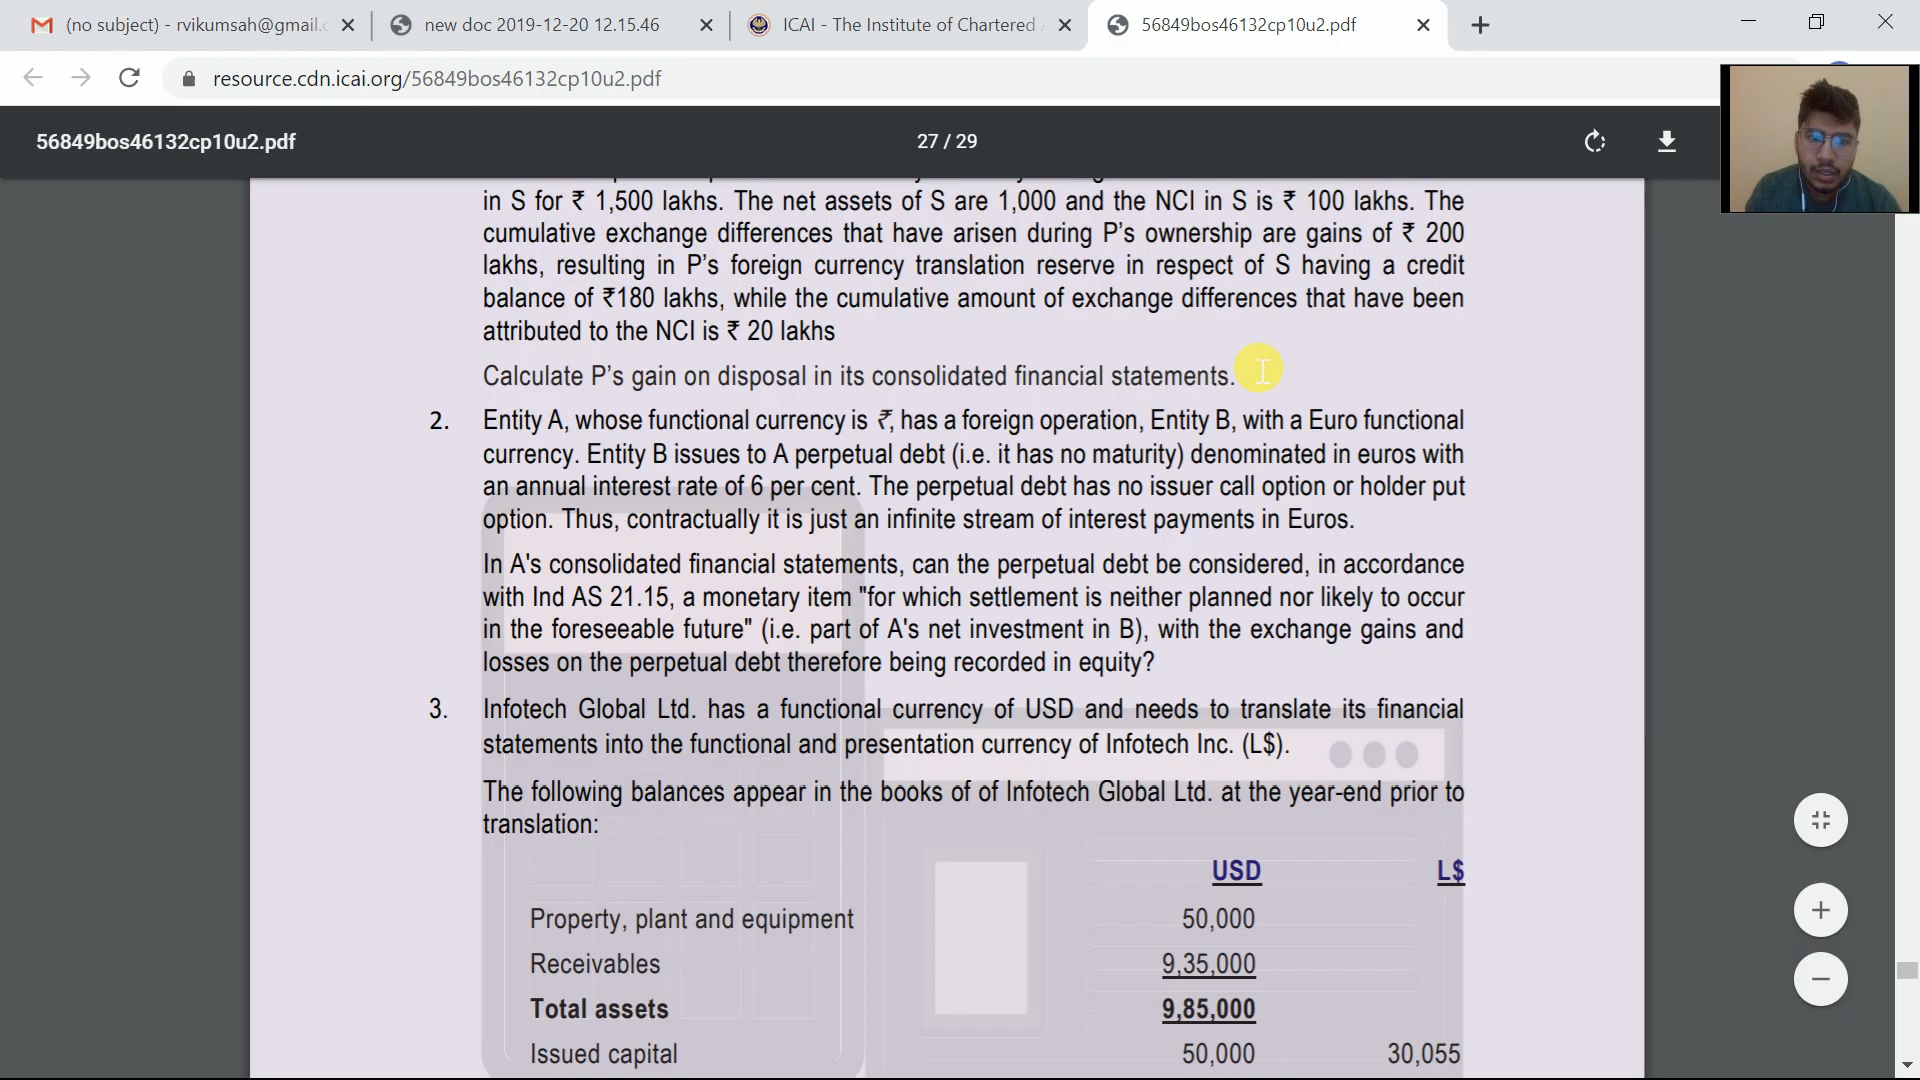 (no subject) - rvikumsah@gmail.c
new doc 2019-12-20 12.15.46
ICAI - The Institute of Chartered A
56849bos46132cp10u2.pdf
resource.cdn.icai.org/56849bos46132cp10u2.pdf
56849bos46132cp10u2.pdf
27 / 29
in S for ₹ 1,500 lakhs. The net assets of S are 1,000 and the NCI in S is ₹ 100 lakhs. The
cumulative exchange differences that have arisen during P’s ownership are gains of ₹ 200
lakhs, resulting in P’s foreign currency translation reserve in respect of S having a credit
balance of ₹180 lakhs, while the cumulative amount of exchange differences that have been
attributed to the NCI is ₹ 20 lakhs
Calculate P’s gain on disposal in its consolidated financial statements.
2. Entity A, whose functional currency is ₹, has a foreign operation, Entity B, with a Euro functional
currency. Entity B issues to A perpetual debt (i.e. it has no maturity) denominated in euros with
an annual interest rate of 6 per cent. The perpetual debt has no issuer call option or holder put
option. Thus, contractually it is just an infinite stream of interest payments in Euros.
In A's consolidated financial statements, can the perpetual debt be considered, in accordance
with Ind AS 21.15, a monetary item "for which settlement is neither planned nor likely to occur
in the foreseeable future" (i.e. part of A's net investment in B), with the exchange gains and
losses on the perpetual debt therefore being recorded in equity?
3. Infotech Global Ltd. has a functional currency of USD and needs to translate its financial
statements into the functional and presentation currency of Infotech Inc. (L$).
The following balances appear in the books of of Infotech Global Ltd. at the year-end prior to
translation:
USD L$
Property, plant and equipment 50,000
Receivables 9,35,000
Total assets 9,85,000
Issued capital 50,000 30,055